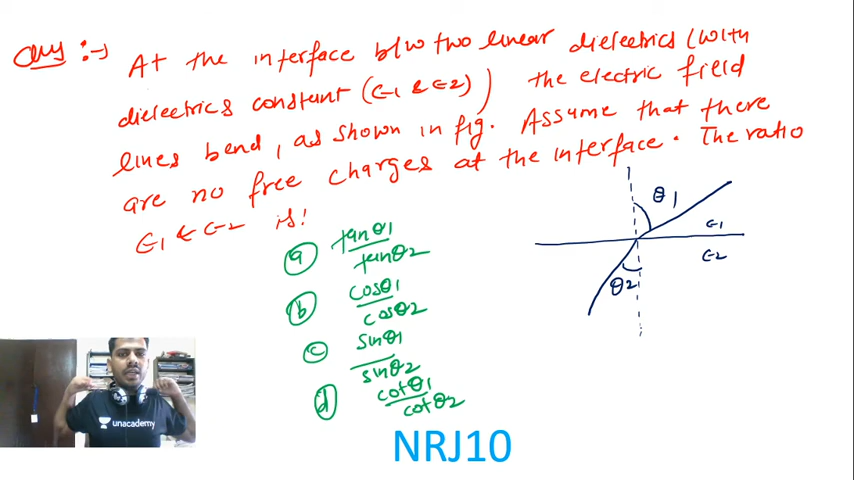 Ques :-> At the interface b/w two linear dielectrics (with
dielectrics constant (ϵ1 & ϵ2)) the electric field
lines bend, as shown in fig. Assume that there
are no free charges at the interface. The ratio
ϵ1 & ϵ2 is!
(a) tanθ1
tanθ2
(b) cosθ1
cosθ2
(c) sinθ1
sinθ2
(d) cotθ1
cotθ2
θ1
ϵ1
ϵ2
θ2
unacademy
NRJ10